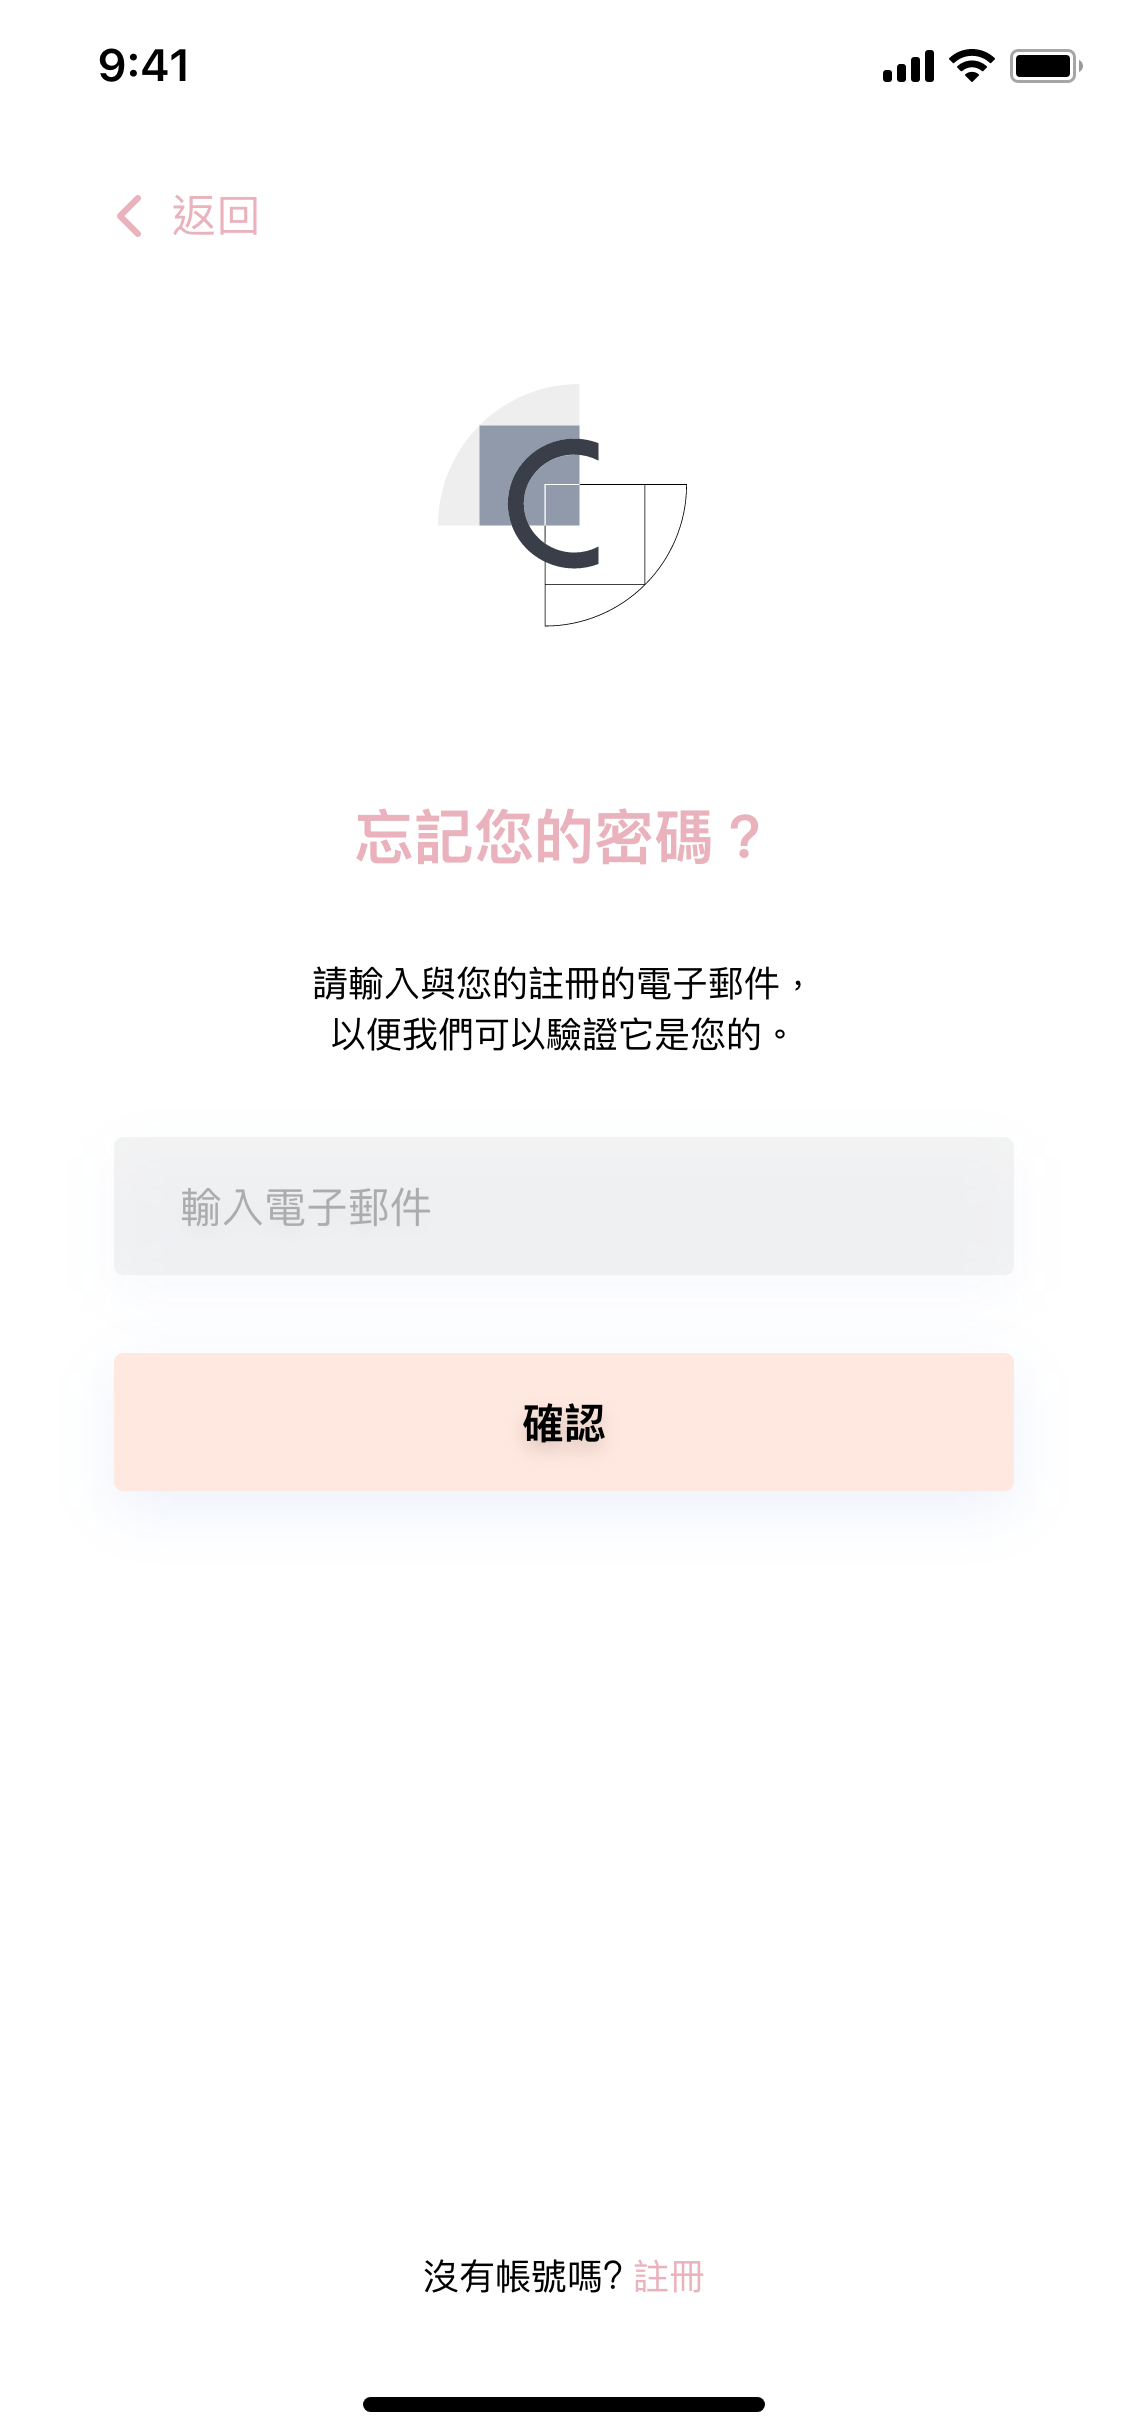 9:41
返回
C
忘記您的密碼？
請輸入與您的註冊的電子郵件，
以便我們可以驗證它是您的。
輸入電子郵件
確認
沒有帳號嗎? 註冊